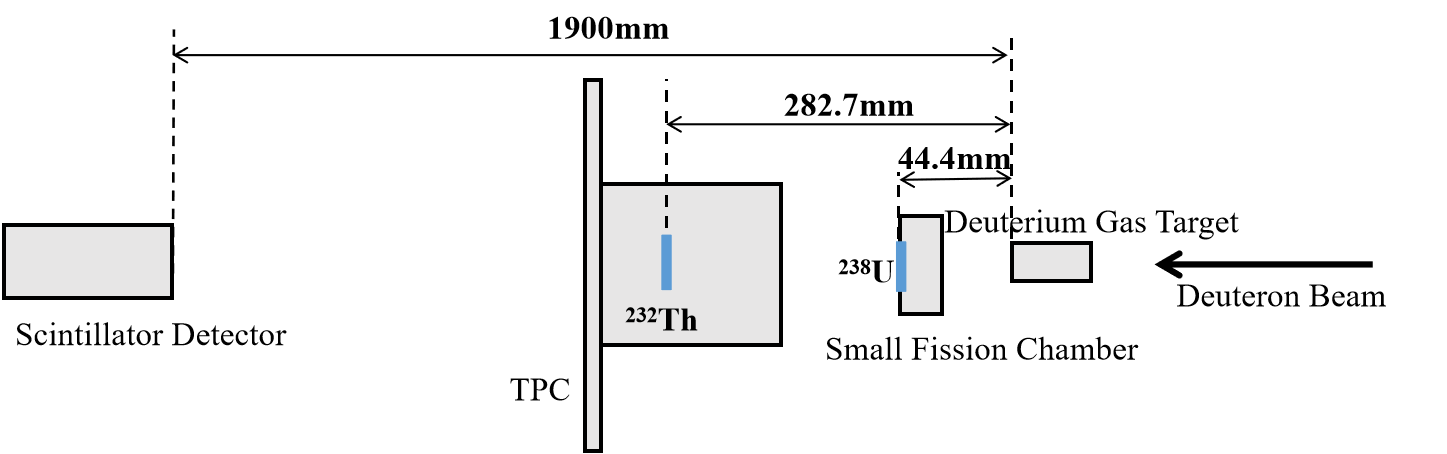 1900mm
282.7mm
44.4mm
Deuterium Gas Target
²³⁸U
Deuteron Beam
²³²Th
Scintillator Detector
Small Fission Chamber
TPC